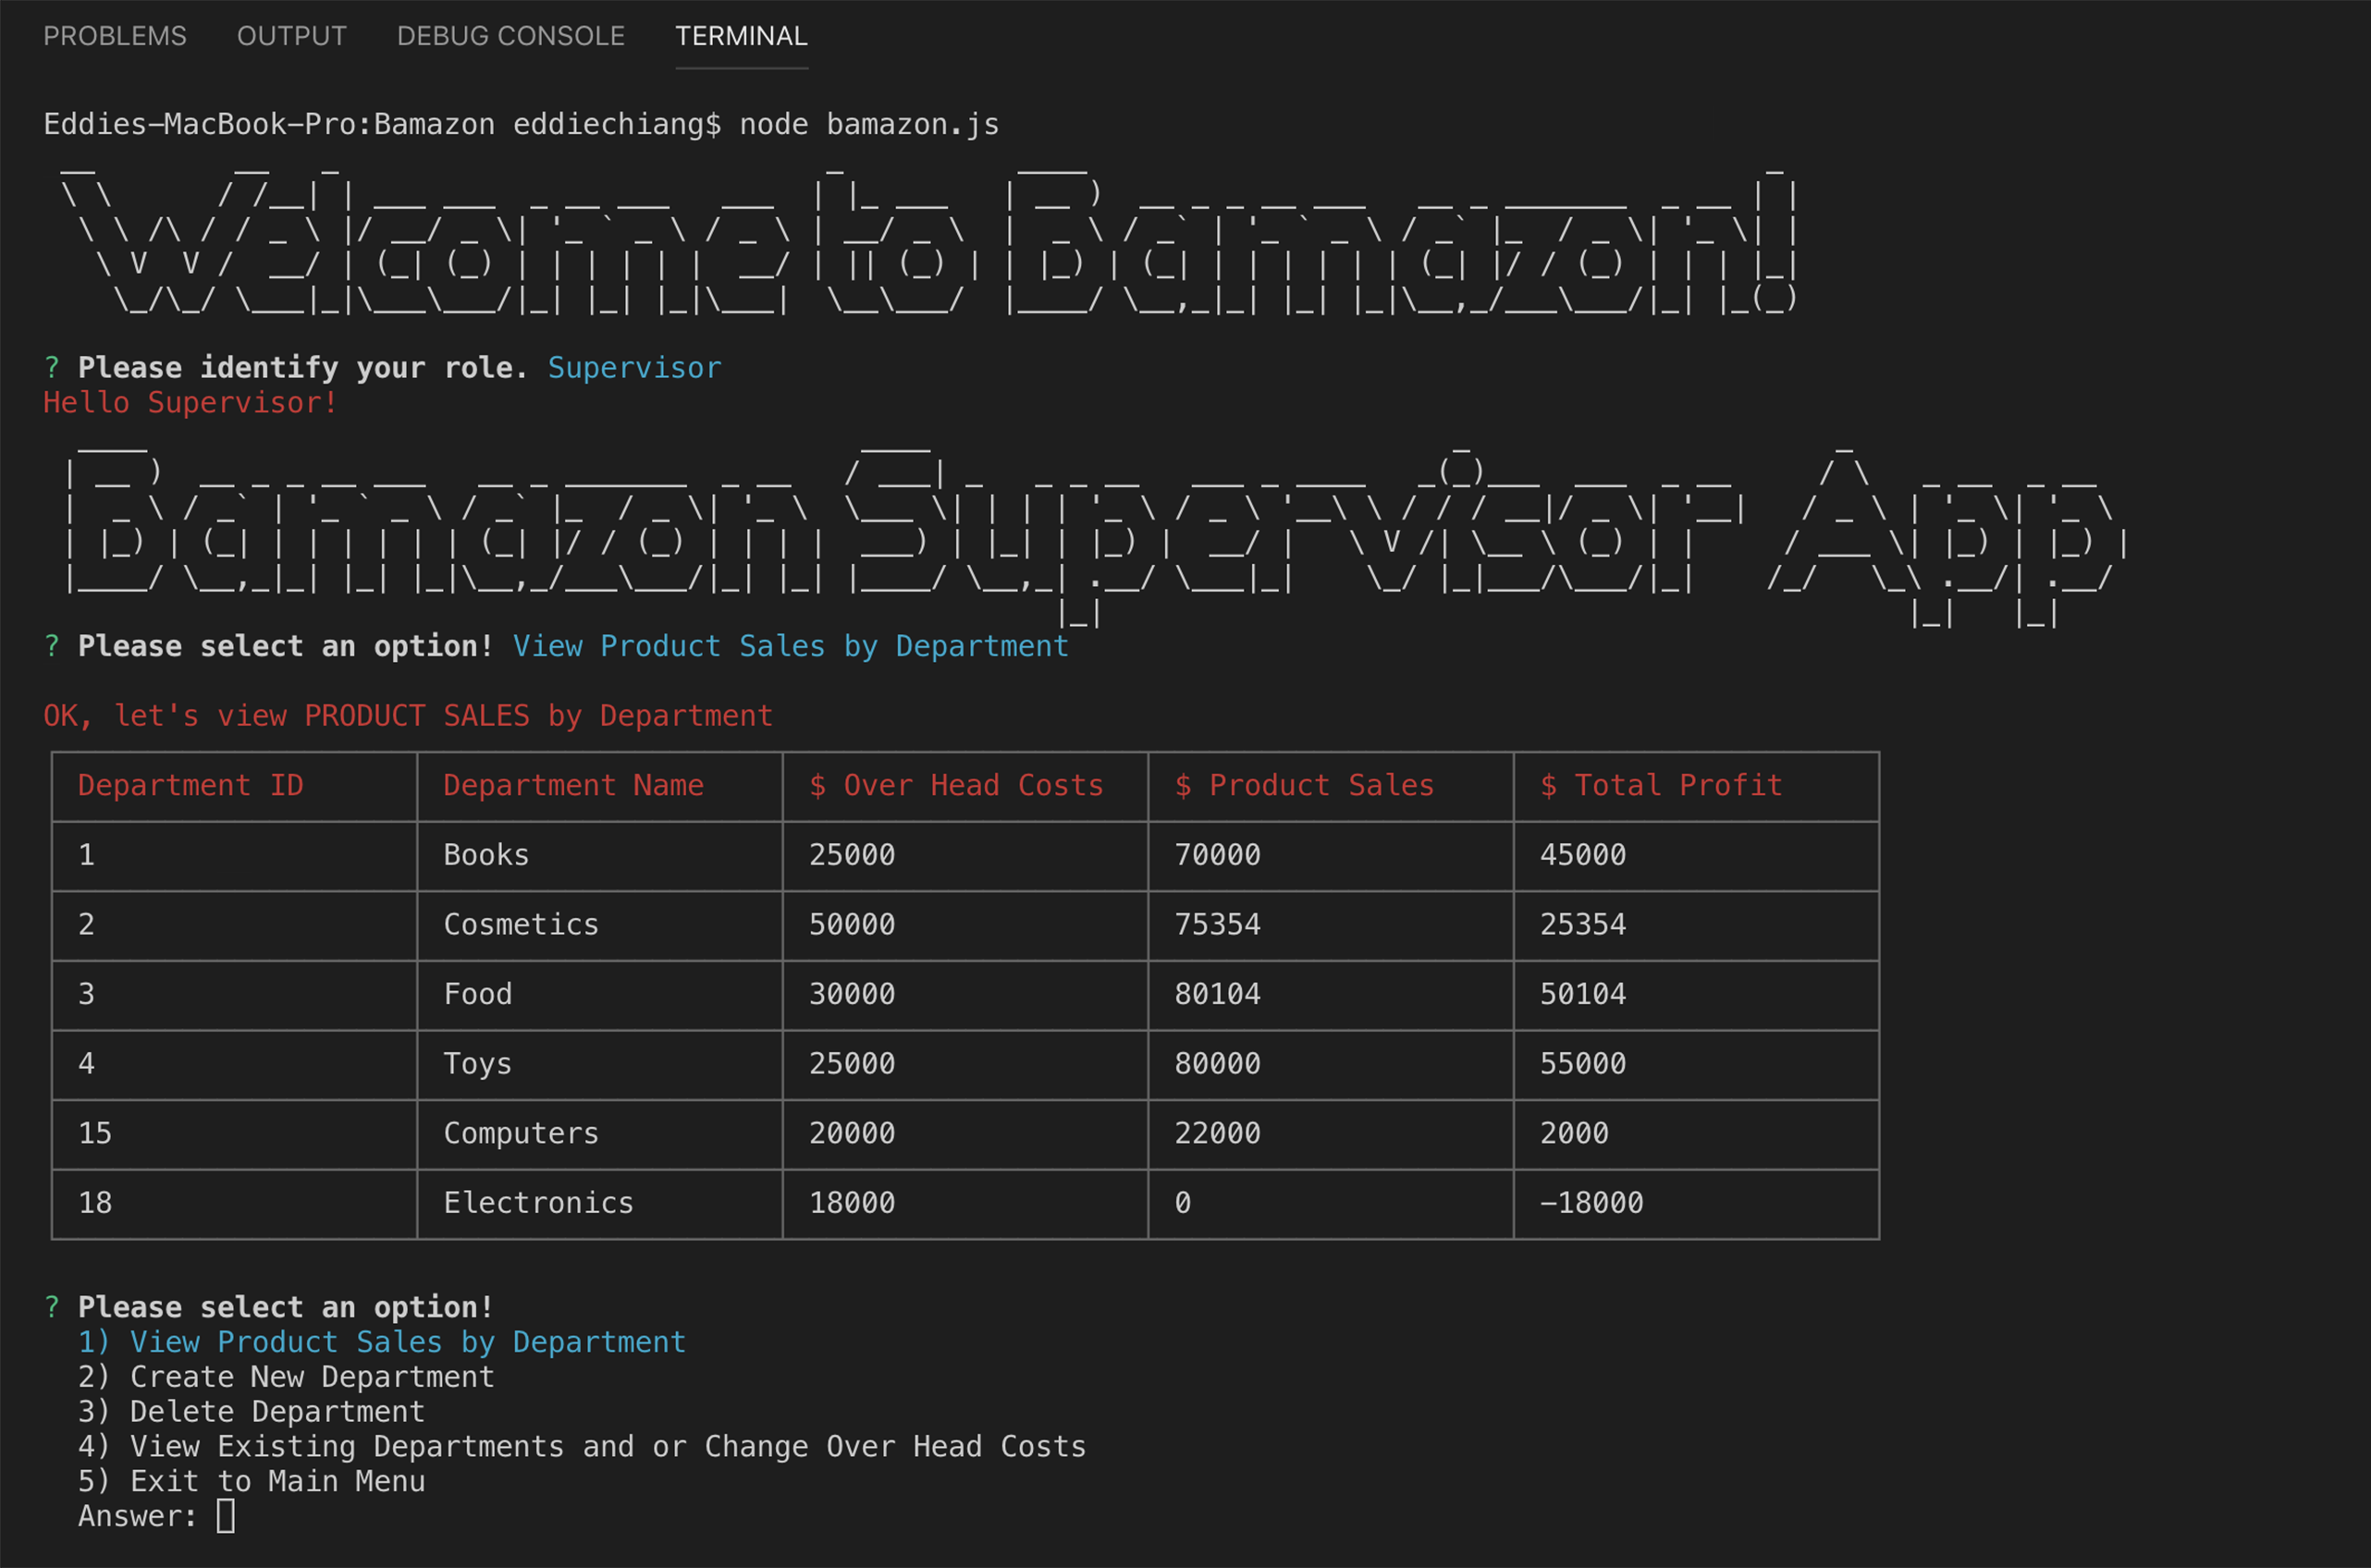 PROBLEMS OUTPUT DEBUG CONSOLE TERMINAL
Eddies-MacBook-Pro:Bamazon eddiechiang$ node bamazon.js
Welcome to Bamazon!
? Please identify your role. Supervisor
Hello Supervisor!
Bamazon Supervisor App
? Please select an option! View Product Sales by Department
OK, let's view PRODUCT SALES by Department
Department ID Department Name $ Over Head Costs $ Product Sales $ Total Profit
1 Books 25000 70000 45000
2 Cosmetics 50000 75354 25354
3 Food 30000 80104 50104
4 Toys 25000 80000 55000
15 Computers 20000 22000 2000
18 Electronics 18000 0 -18000
? Please select an option!
1) View Product Sales by Department
2) Create New Department
3) Delete Department
4) View Existing Departments and or Change Over Head Costs
5) Exit to Main Menu
Answer: